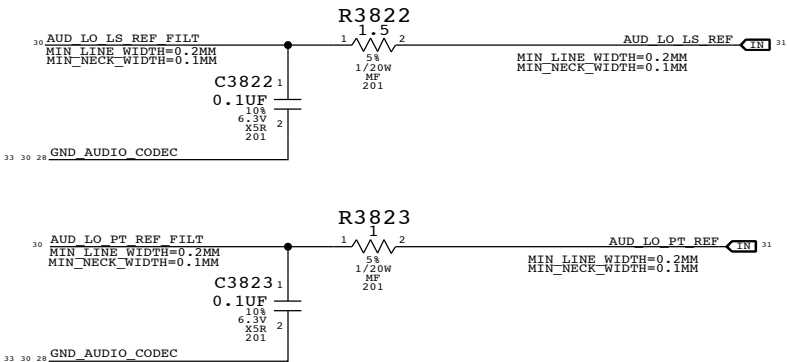 R3822
1.5
30 AUD_LO_LS_REF_FILT 1 2 AUD_LO_LS_REF IN 31
MIN_LINE_WIDTH=0.2MM
MIN_NECK_WIDTH=0.1MM
5%
1/20W
MF
201
MIN_LINE_WIDTH=0.2MM
MIN_NECK_WIDTH=0.1MM
C3822 1
0.1UF
10%
6.3V
X5R
201
2
33 30 28 GND_AUDIO_CODEC
R3823
1
30 AUD_LO_PT_REF_FILT 1 2 AUD_LO_PT_REF IN 31
MIN_LINE_WIDTH=0.2MM
MIN_NECK_WIDTH=0.1MM
5%
1/20W
MF
201
MIN_LINE_WIDTH=0.2MM
MIN_NECK_WIDTH=0.1MM
C3823 1
0.1UF
10%
6.3V
X5R
201
2
33 30 28 GND_AUDIO_CODEC